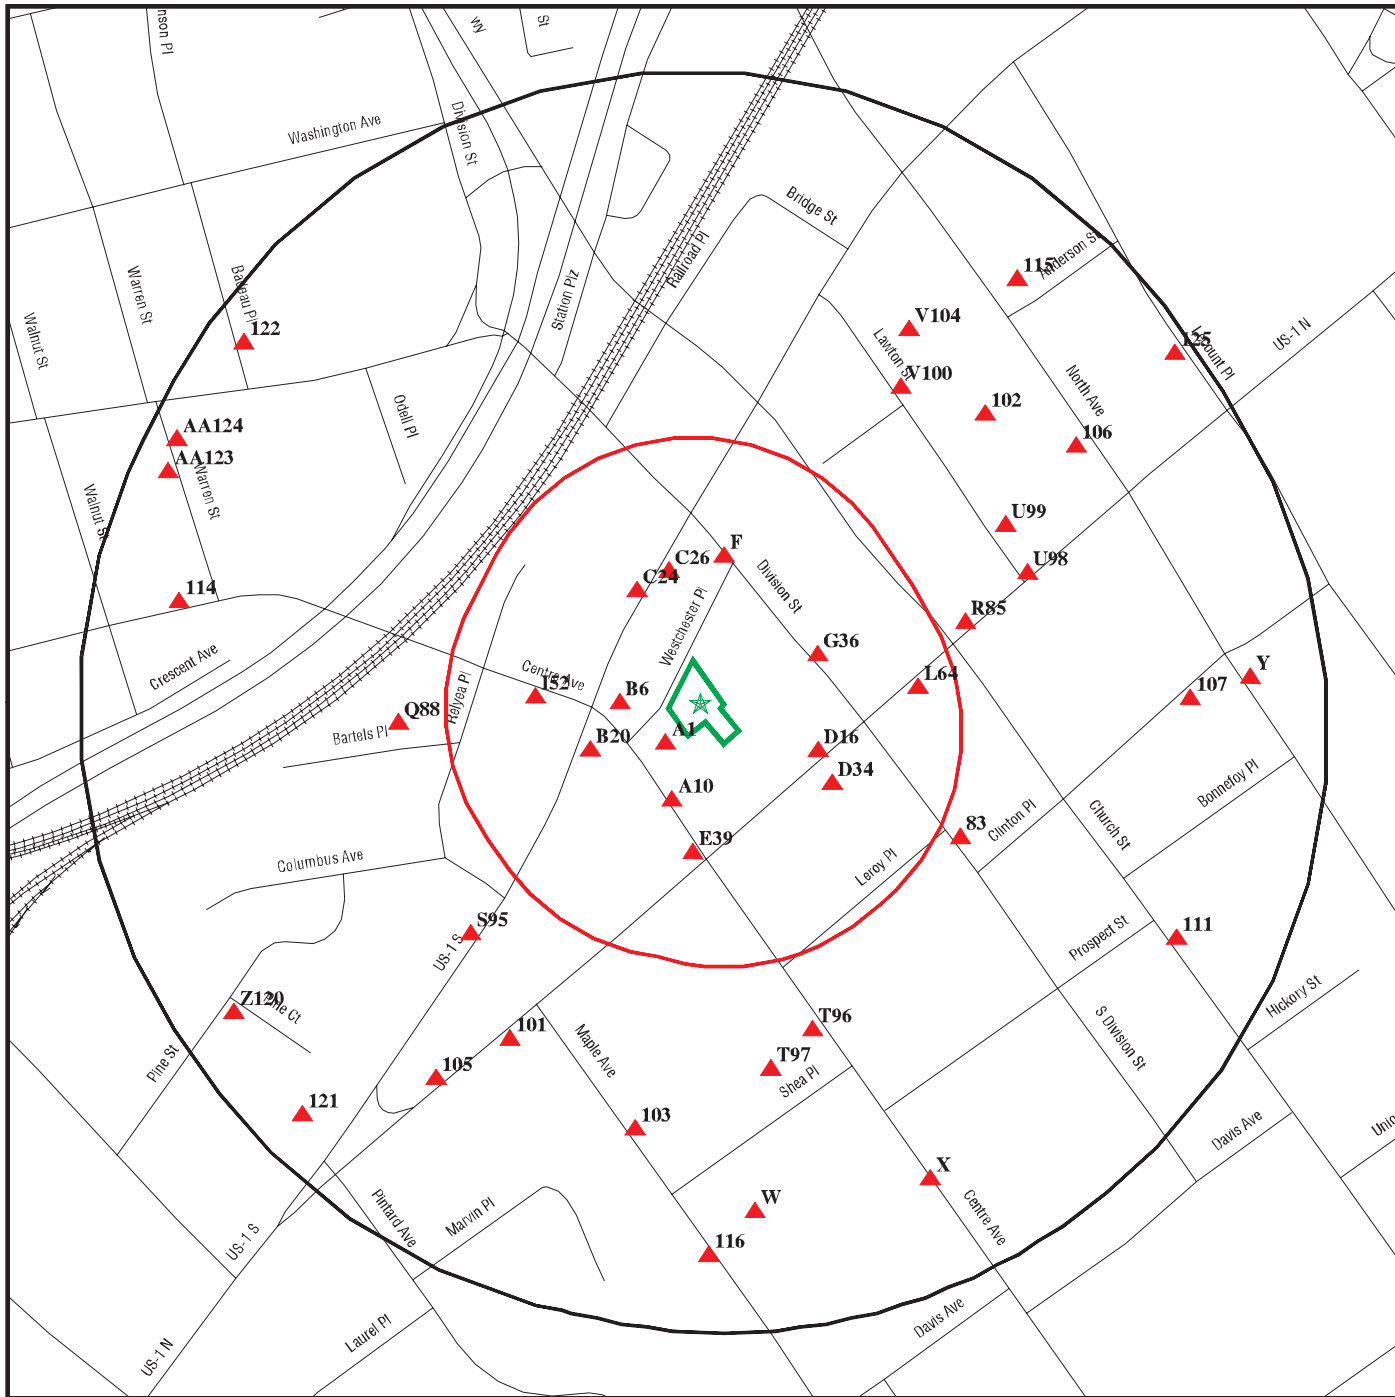 nson Pl
wy
St
Division St
Washington Ave
Bridge St
Railroad Pl
Anderson St
115
Warren St
Badeau Pl
Station Plz
V104
Walnut St
122
Lawton St
125
US-1 N
V100
North Ave
102
Odell Pl
AA124
106
AA123
Warren St
Walnut St
U99
F
C26
U98
C24
Division St
114
Westchester Pl
R85
G36
Crescent Ave
Centre Ave
I52
B6
L64
Y
107
Relyea Pl
Q88
Bartels Pl
B20
A1
D16
D34
Bonnefoy Pl
A10
Clinton Pl
Church St
83
E39
Columbus Ave
Leroy Pl
S95
US-1 S
Prospect St
111
Z120
Hickory St
101
T96
Maple Ave
S Division St
Pine St
105
T97
Shea Pl
121
103
Davis Ave
X
W
Pintard Ave
Marvin Pl
Centre Ave
US-1 S
116
Davis Ave
Laurel Pl
US-1 N